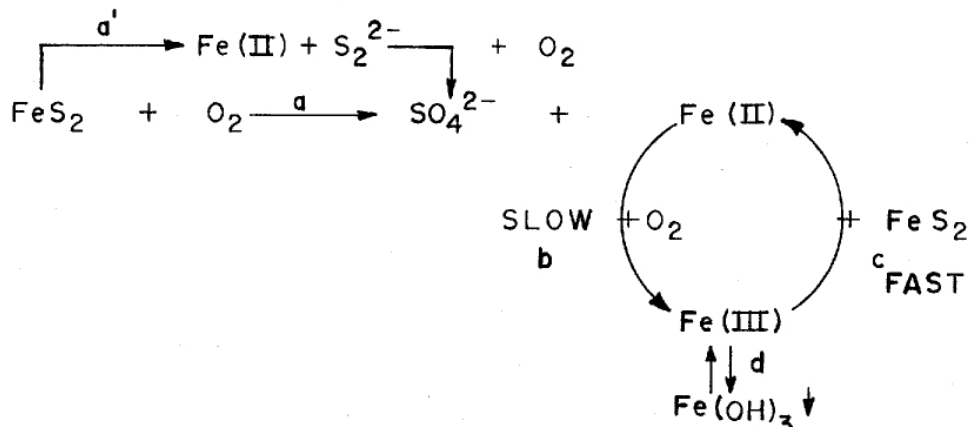 a'
Fe (II) + S₂²⁻ + O₂
FeS₂ + O₂ a SO₄²⁻ + Fe (II)
SLOW + O₂ + FeS₂
b c FAST
Fe (III)
d
Fe(OH)₃